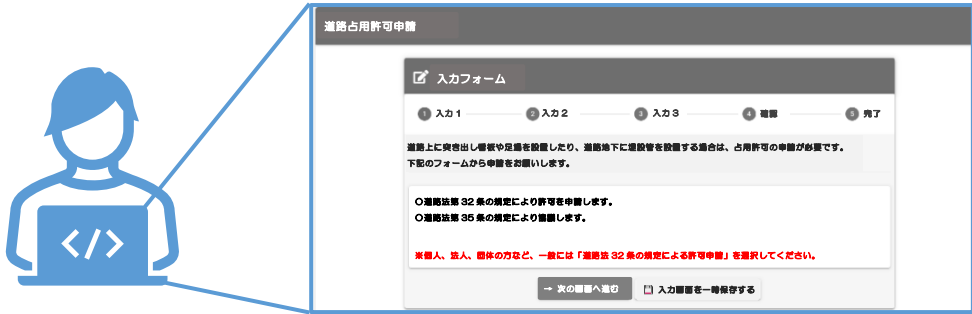 道路占用許可申請
入力フォーム
1 入力1 2 入力2 3 入力3 4 確認 5 完了
道路上に突き出し看板や足場を設置したり、道路地下に埋設管を設置する場合は、占用許可の申請が必要です。
下記のフォームから申請をお願いします。
○道路法第32条の規定により許可を申請します。
○道路法第35条の規定により協議します。
※個人、法人、団体の方など、一般には「道路法32条の規定による許可申請」を選択してください。
→ 次の画面へ進む 入力画面を一時保存する